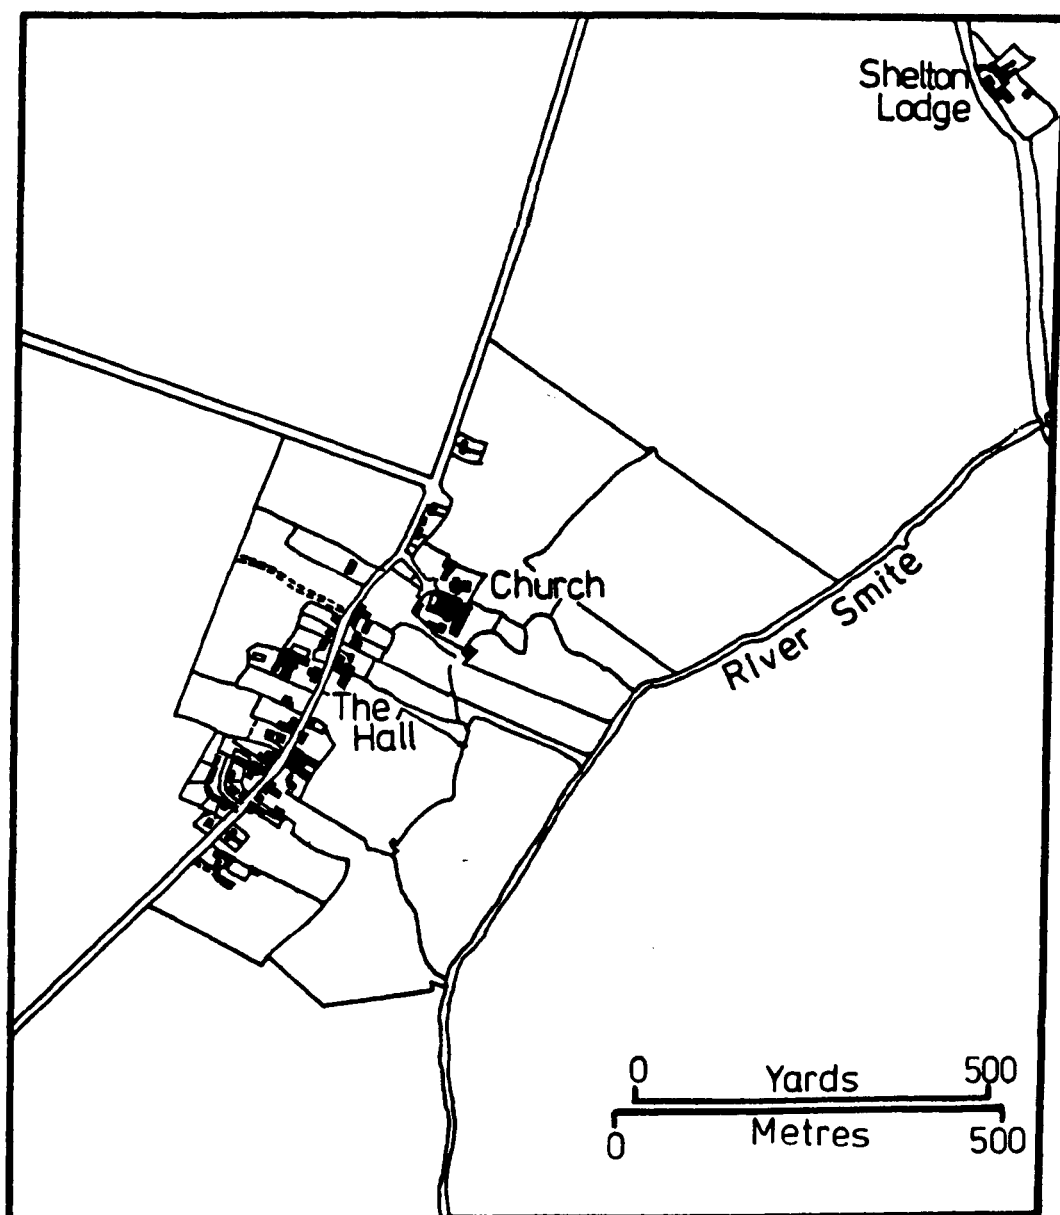 Shelton
Lodge
Church
River Smite
The
Hall
0 Yards 500
Metres
0 500